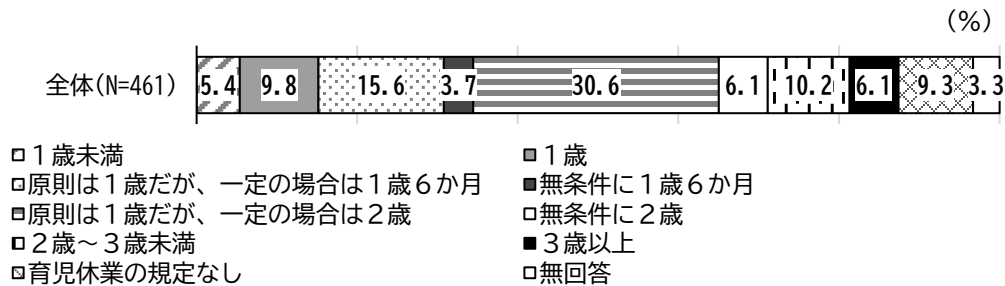 (%)
全体(N=461) 5.4 9.8 15.6 3.7 30.6 6.1 10.2 6.1 9.3 3.3
１歳未満 １歳
原則は１歳だが、一定の場合は１歳６か月 無条件に１歳６か月
原則は１歳だが、一定の場合は２歳 無条件に２歳
２歳～３歳未満 ３歳以上
育児休業の規定なし 無回答